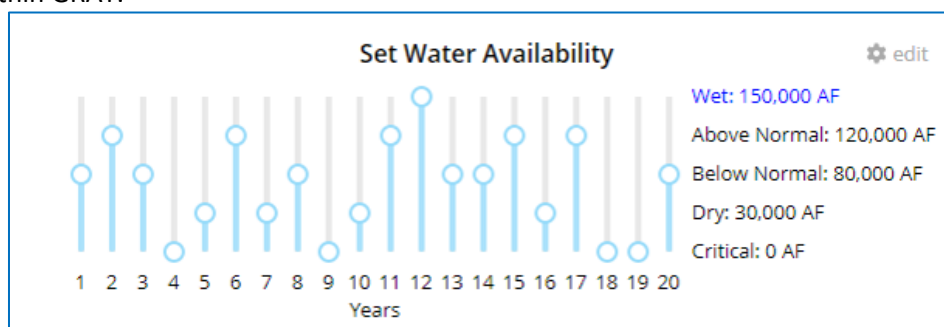 Set Water Availability
edit
Wet: 150,000 AF
Above Normal: 120,000 AF
Below Normal: 80,000 AF
Dry: 30,000 AF
Critical: 0 AF
1 2 3 4 5 6 7 8 9 10 11 12 13 14 15 16 17 18 19 20
Years